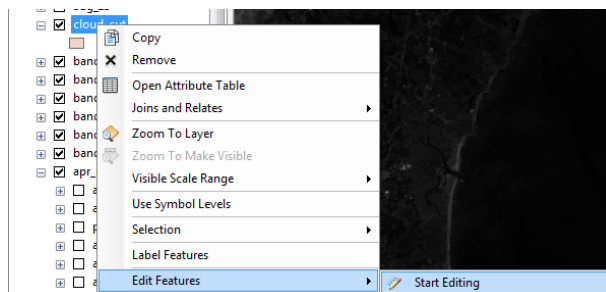 cloud_cut
Copy
Remove
Open Attribute Table
Joins and Relates
Zoom To Layer
Zoom To Make Visible
Visible Scale Range
Use Symbol Levels
Selection
Label Features
Edit Features
Start Editing
band
band
band
band
band
apr_